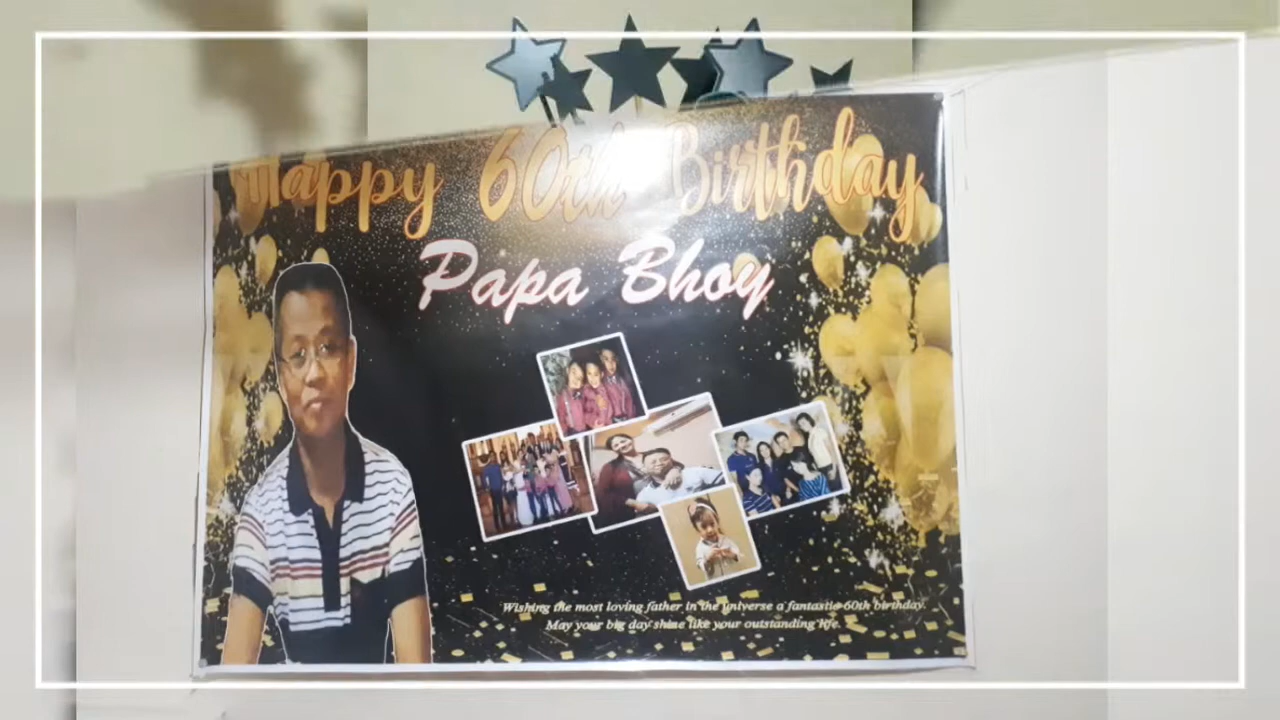 Happy 60th Birthday
Papa Bhoy
Wishing the most loving father in the universe a fantastic 60th birthday.
May your big day shine like your outstanding life.